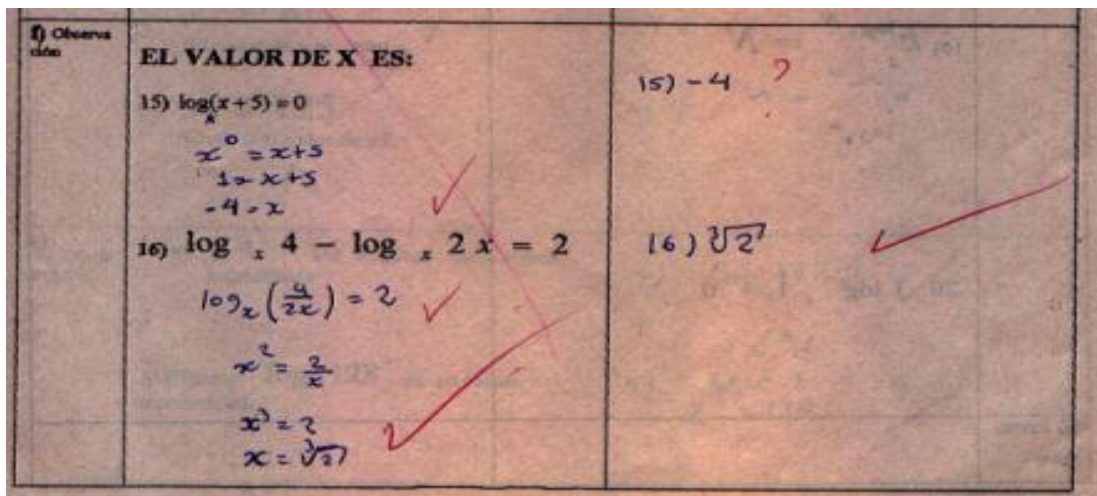 f) Observa
ción
EL VALOR DE X ES:
15) log(x+5)=0
x
x⁰ = x+5
1 = x+5
-4 = x
15) -4 ?
16) log ₓ 4 − log ₓ 2 x = 2
logₓ (4/2x) = 2
x² = 2/x
x³ = 2
x = ∛2
16) ∛2